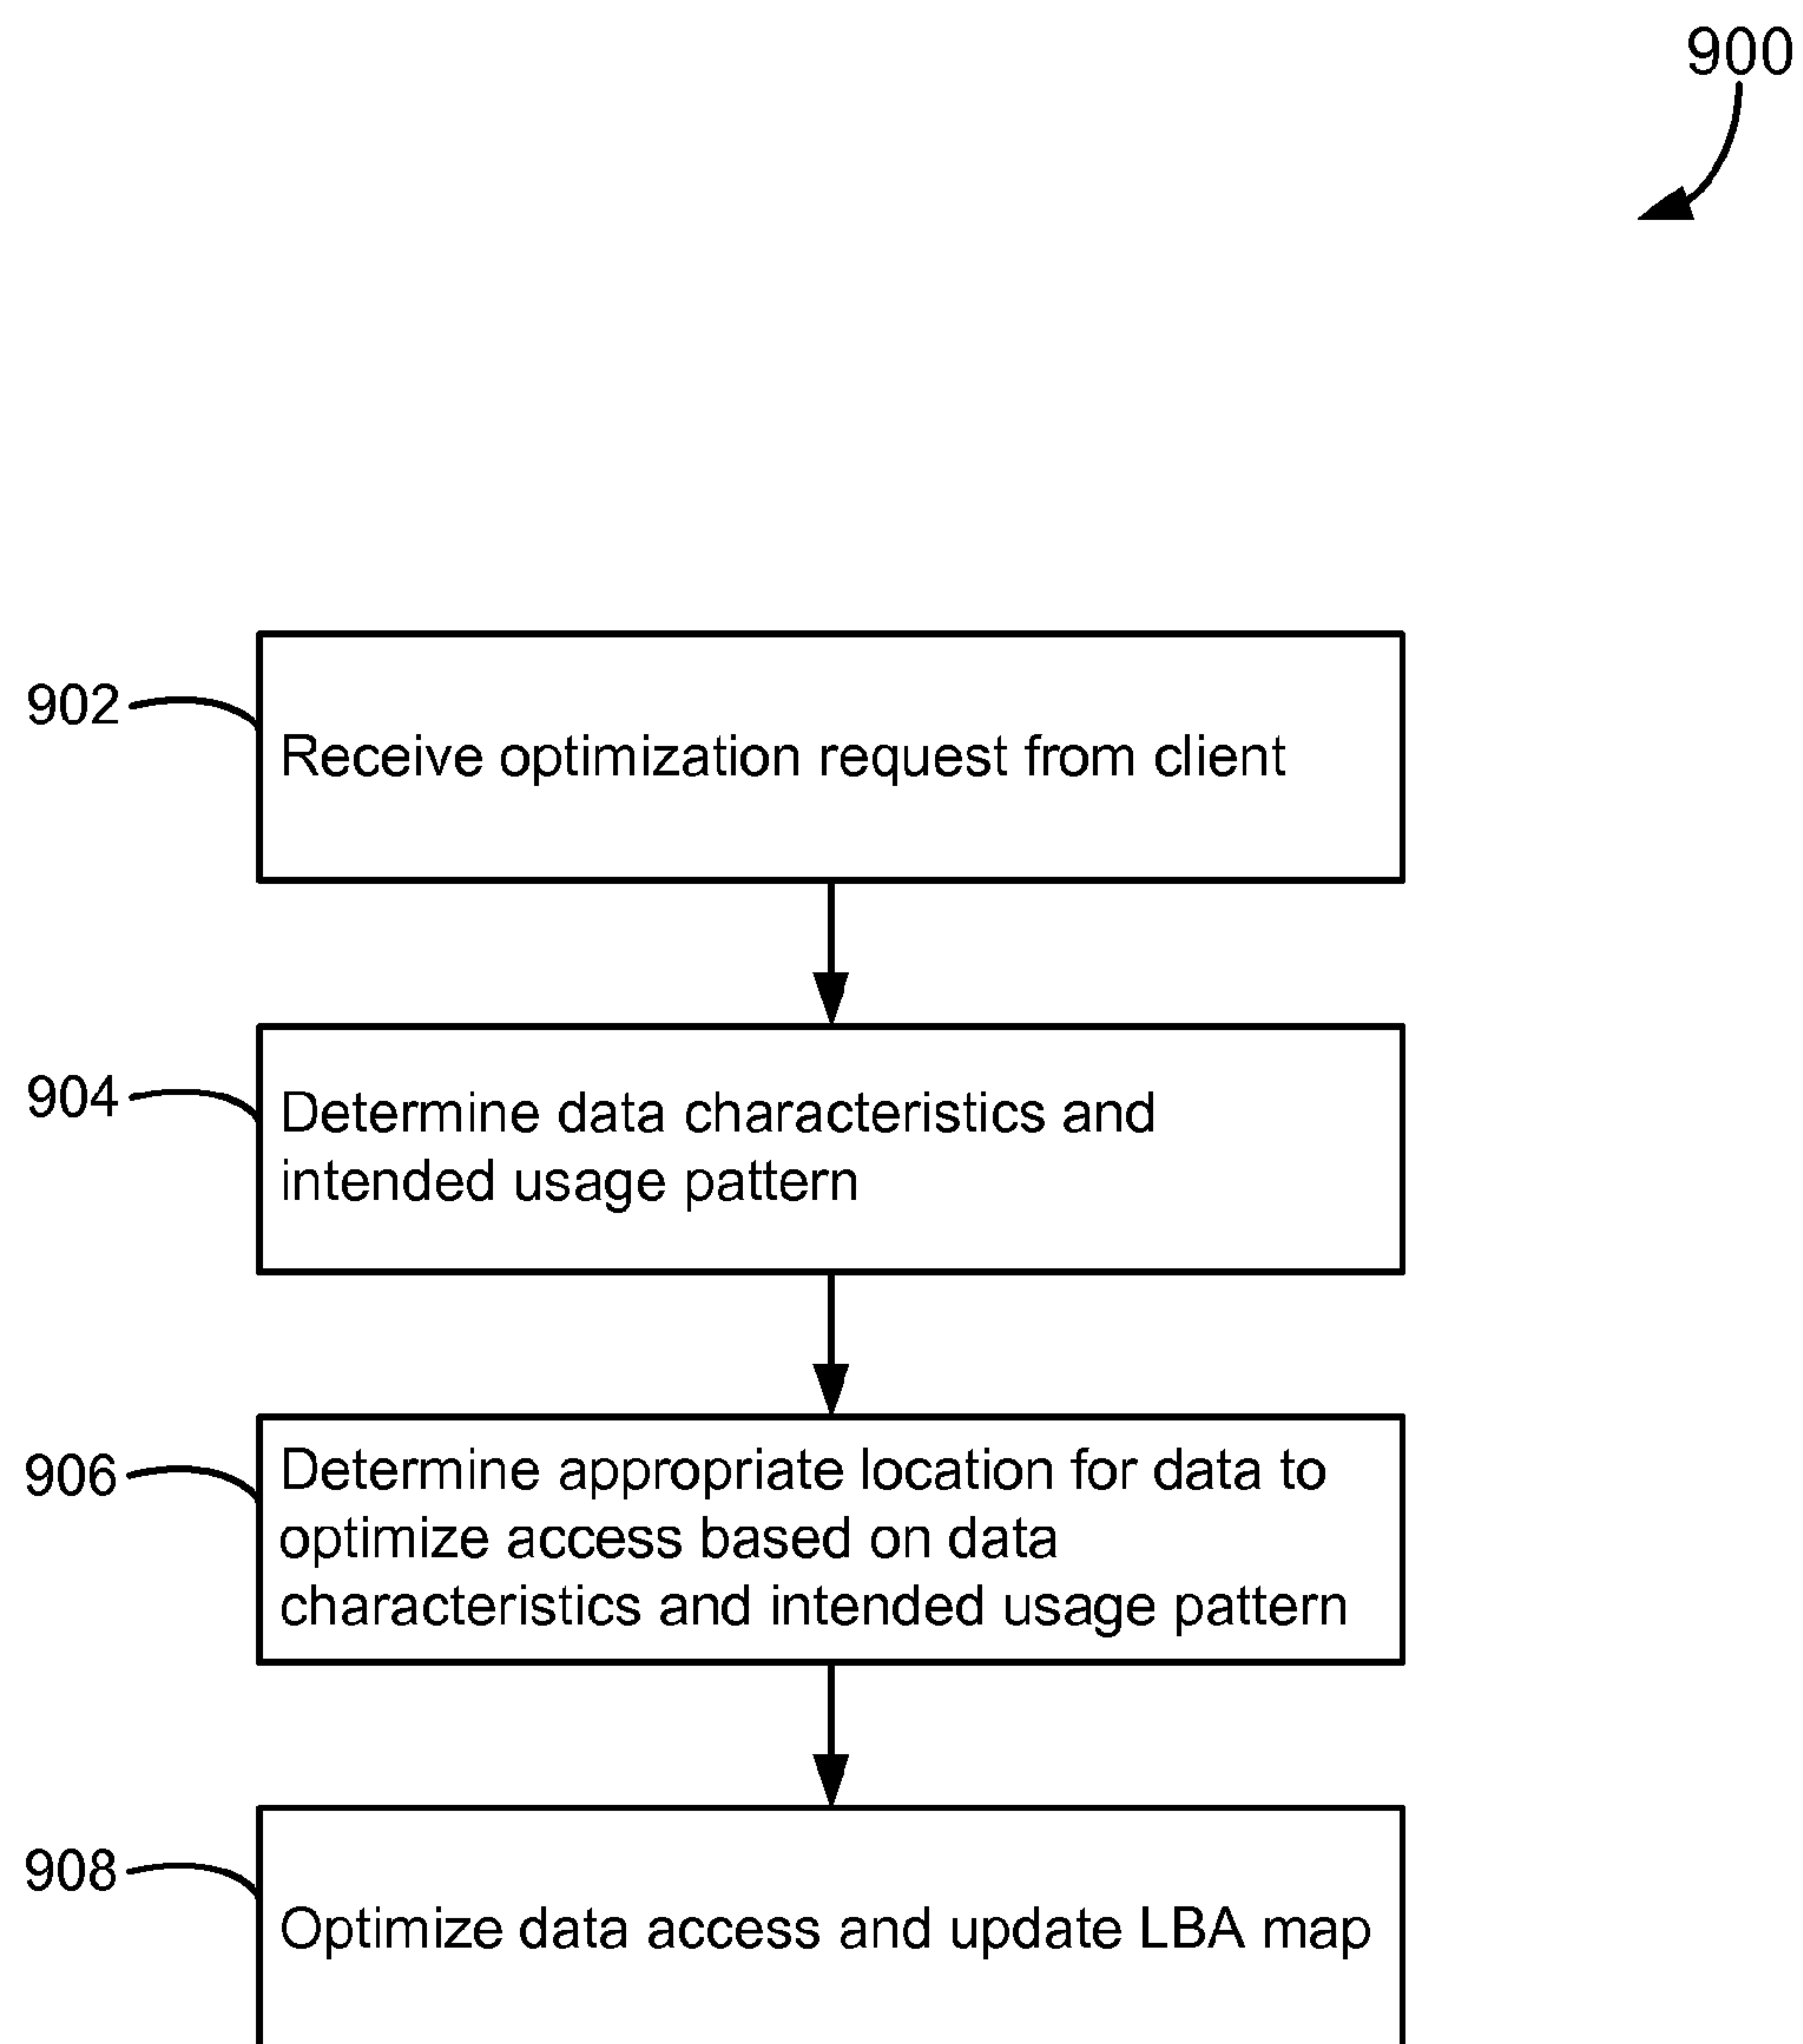 900
902
Receive optimization request from client
904
Determine data characteristics and
intended usage pattern
906
Determine appropriate location for data to
optimize access based on data
characteristics and intended usage pattern
908
Optimize data access and update LBA map